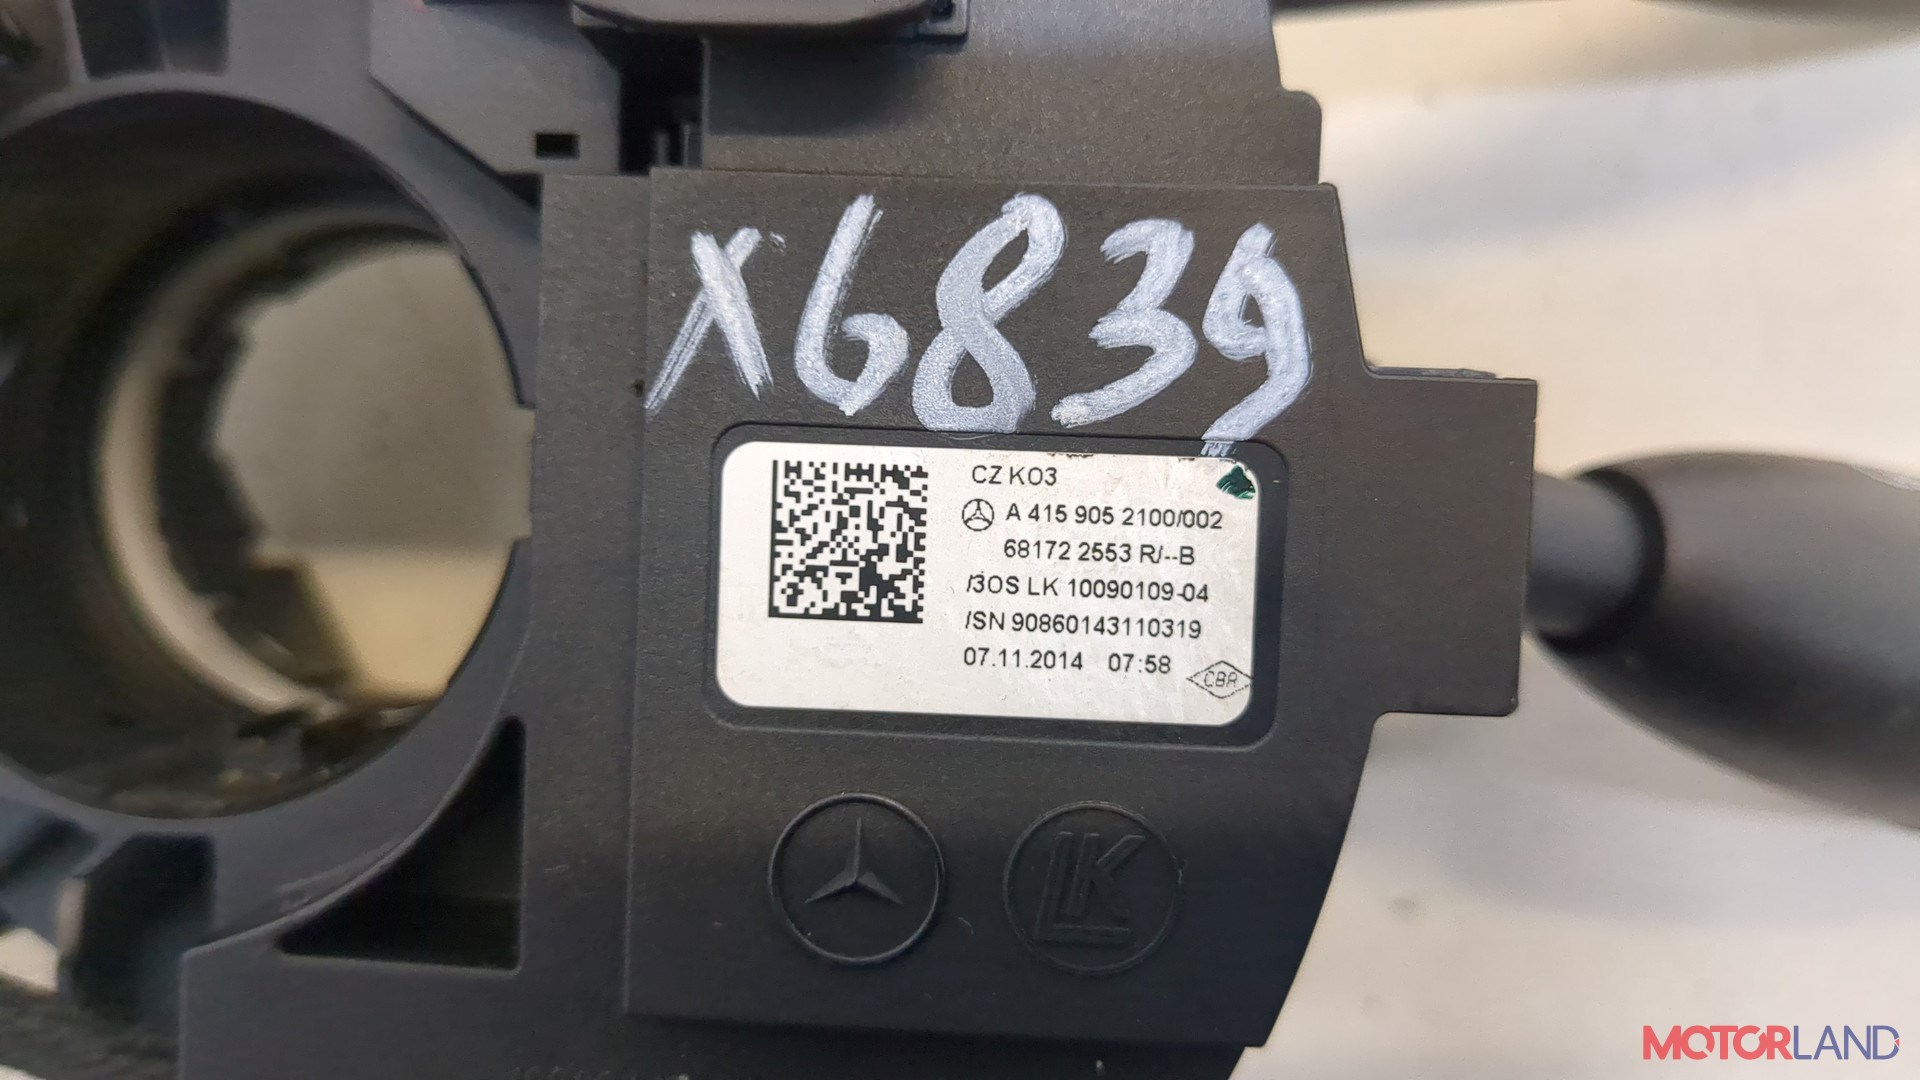 X6839
CZ K03
A 415 905 2100/002
68172 2553 R/--B
/3OS LK 10090109-04
/SN 90860143110319
07.11.2014 07:58
CBA
LK
MOTORLAND